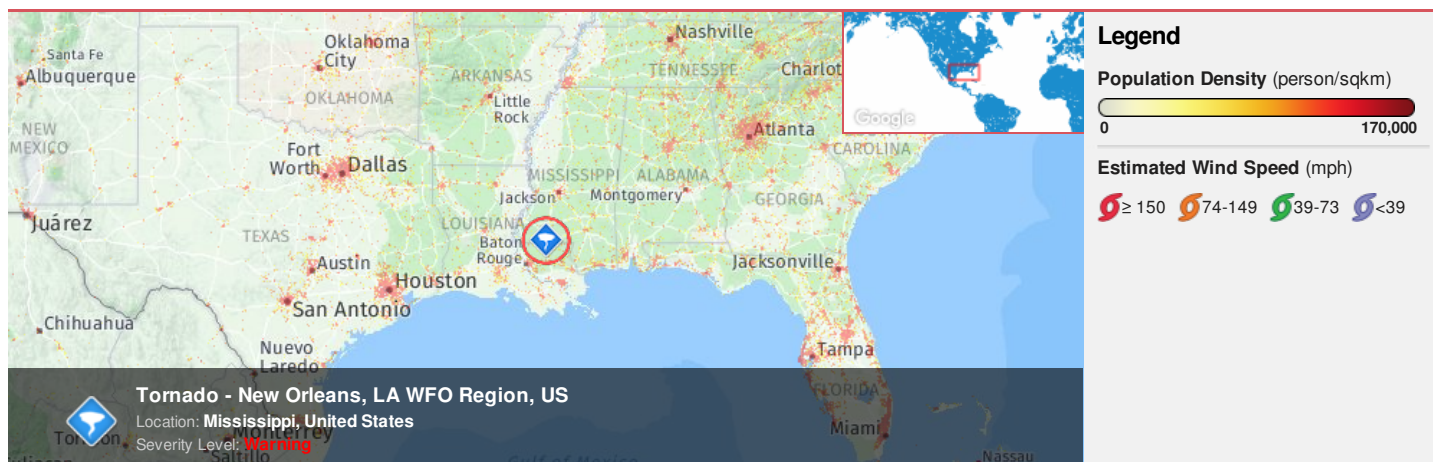 Santa Fe
Albuquerque
NEW
MEXICO
Juárez
Chihuahua
Oklahoma
City
OKLAHOMA
Fort
Worth
Dallas
TEXAS
Austin
Houston
San Antonio
Nuevo
Laredo
ARKANSAS
Little
Rock
LOUISIANA
Baton
Rouge
MISSISSIPPI
Jackson
Nashville
TENNESSEE
Charlot
Atlanta
ALABAMA
Montgomery
GEORGIA
CAROLINA
Jacksonville
Tampa
FLORIDA
Miami
Nassau
Gulf of Mexico
Monterrey
Saltillo
Google
Tornado - New Orleans, LA WFO Region, US
Location: Mississippi, United States
Severity Level: Warning
Legend
Population Density (person/sqkm)
0 170,000
Estimated Wind Speed (mph)
≥ 150 74-149 39-73 <39